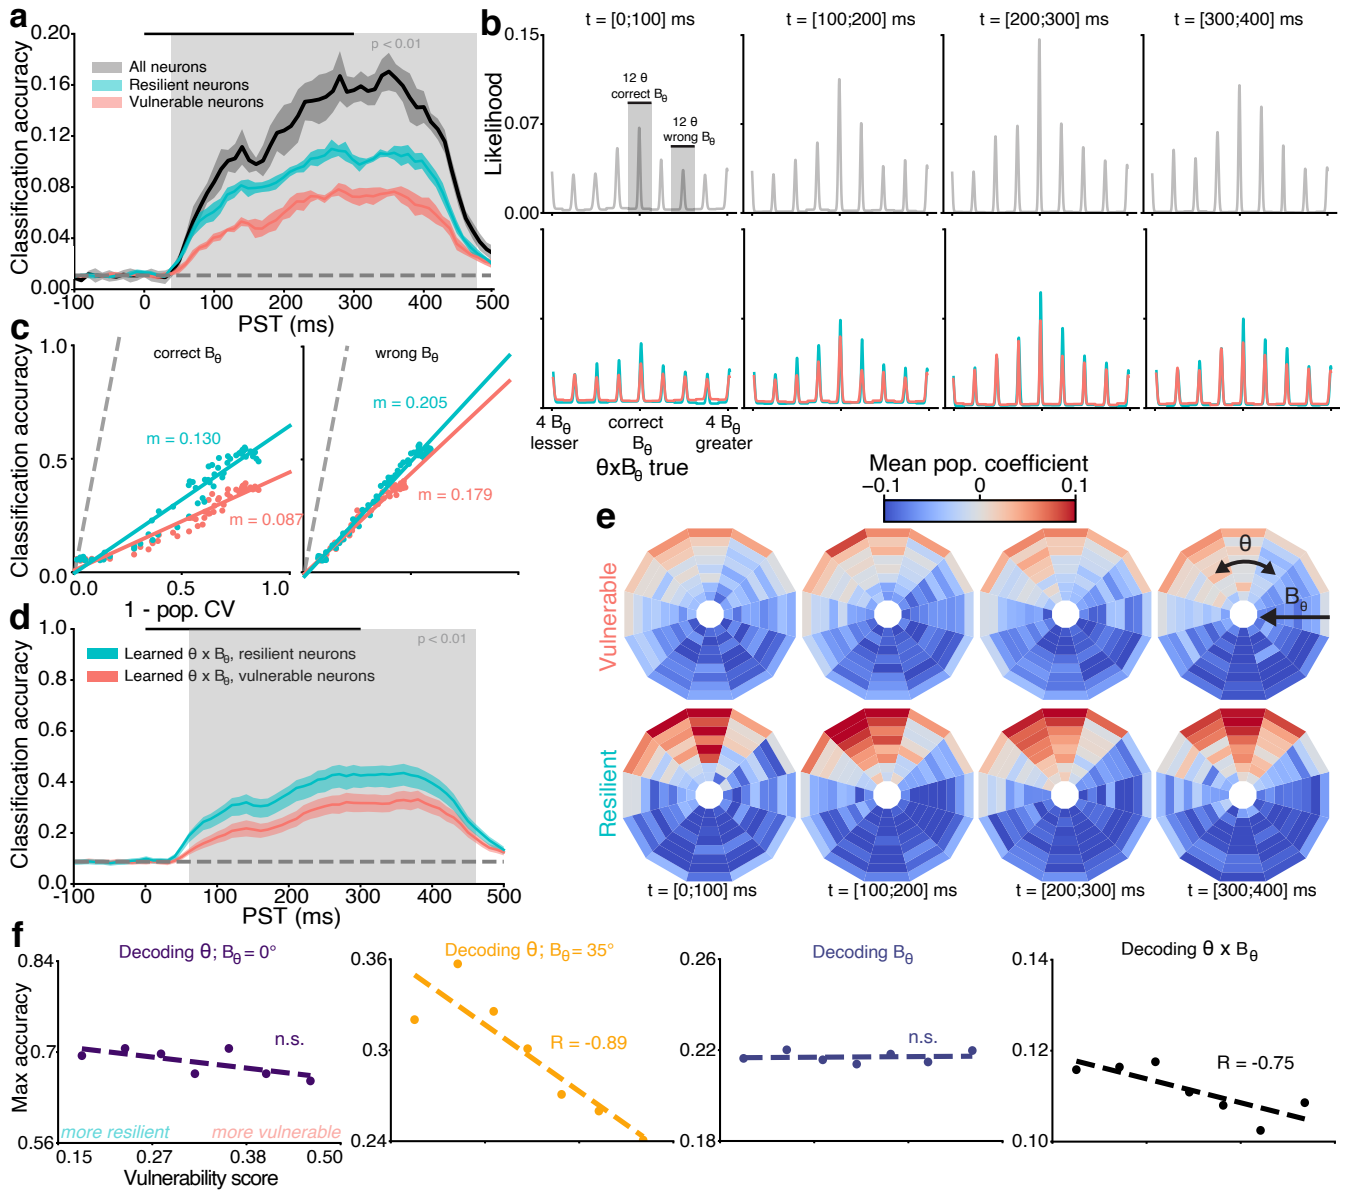 a
0.20
0.16
0.12
0.08
0.04
0.00
Classification accuracy
p < 0.01
All neurons
Resilient neurons
Vulnerable neurons
-100 0 100 200 300 400 500
PST (ms)
b
t = [0;100] ms t = [100;200] ms t = [200;300] ms t = [300;400] ms
0.15
0.07
0.00
Likelihood
12 θ
correct Bθ
12 θ
wrong Bθ
4 Bθ lesser
correct Bθ
4 Bθ greater
θxBθ true
c
1.0
0.5
0.0
Classification accuracy
correct Bθ
m = 0.130
m = 0.087
wrong Bθ
m = 0.205
m = 0.179
0.0 0.5 1.0
1 - pop. CV
d
1.0
0.8
0.6
0.4
0.2
0.0
Classification accuracy
p < 0.01
Learned θ x Bθ, resilient neurons
Learned θ x Bθ, vulnerable neurons
-100 0 100 200 300 400 500
PST (ms)
Mean pop. coefficient
−0.1 0 0.1
e
Vulnerable
θ
Bθ
Resilient
t = [0;100] ms t = [100;200] ms t = [200;300] ms t = [300;400] ms
f
Decoding θ; Bθ = 0°
0.84
0.7
0.56
Max accuracy
n.s.
more resilient more vulnerable
0.15 0.27 0.38 0.50
Vulnerability score
Decoding θ; Bθ = 35°
0.36
0.3
0.24
R = -0.89
Decoding Bθ
0.26
0.22
0.18
n.s.
Decoding θ x Bθ
0.14
0.12
0.10
R = -0.75